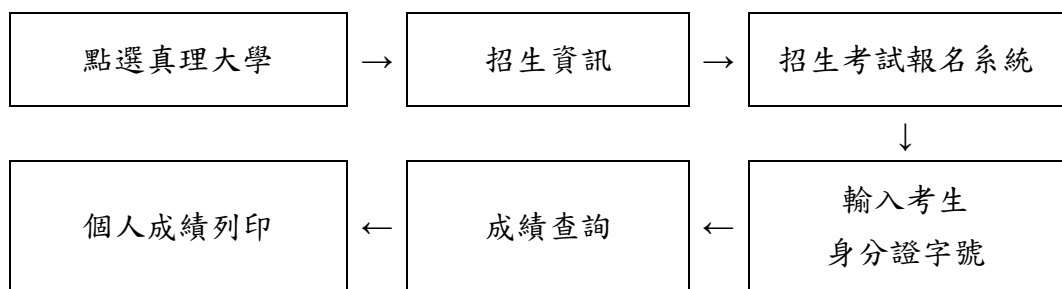 點選真理大學
→
招生資訊
→
招生考試報名系統
↓
輸入考生
身分證字號
←
成績查詢
←
個人成績列印